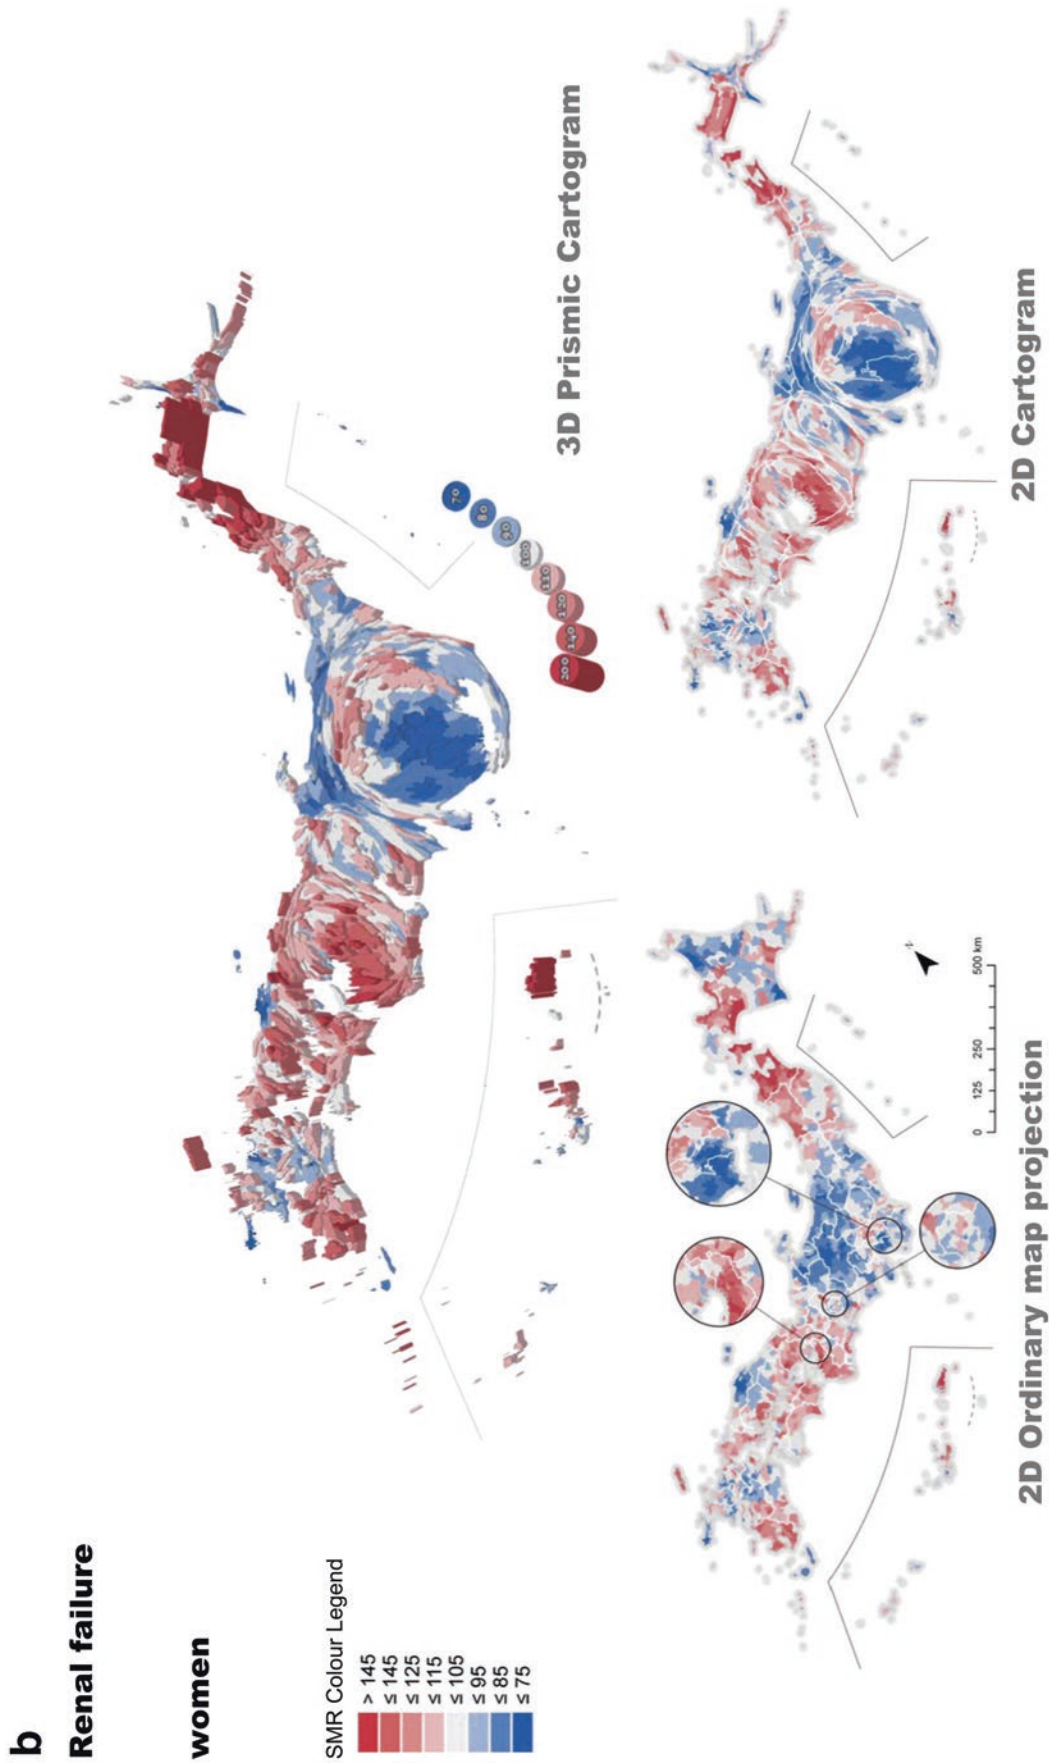 b
Renal failure
women
SMR Colour Legend
> 145
≤ 145
≤ 125
≤ 115
≤ 105
≤ 95
≤ 85
≤ 75
200
140
120
110
100
90
80
70
3D Prismic Cartogram
0 125 250 500 km
2D Ordinary map projection
2D Cartogram